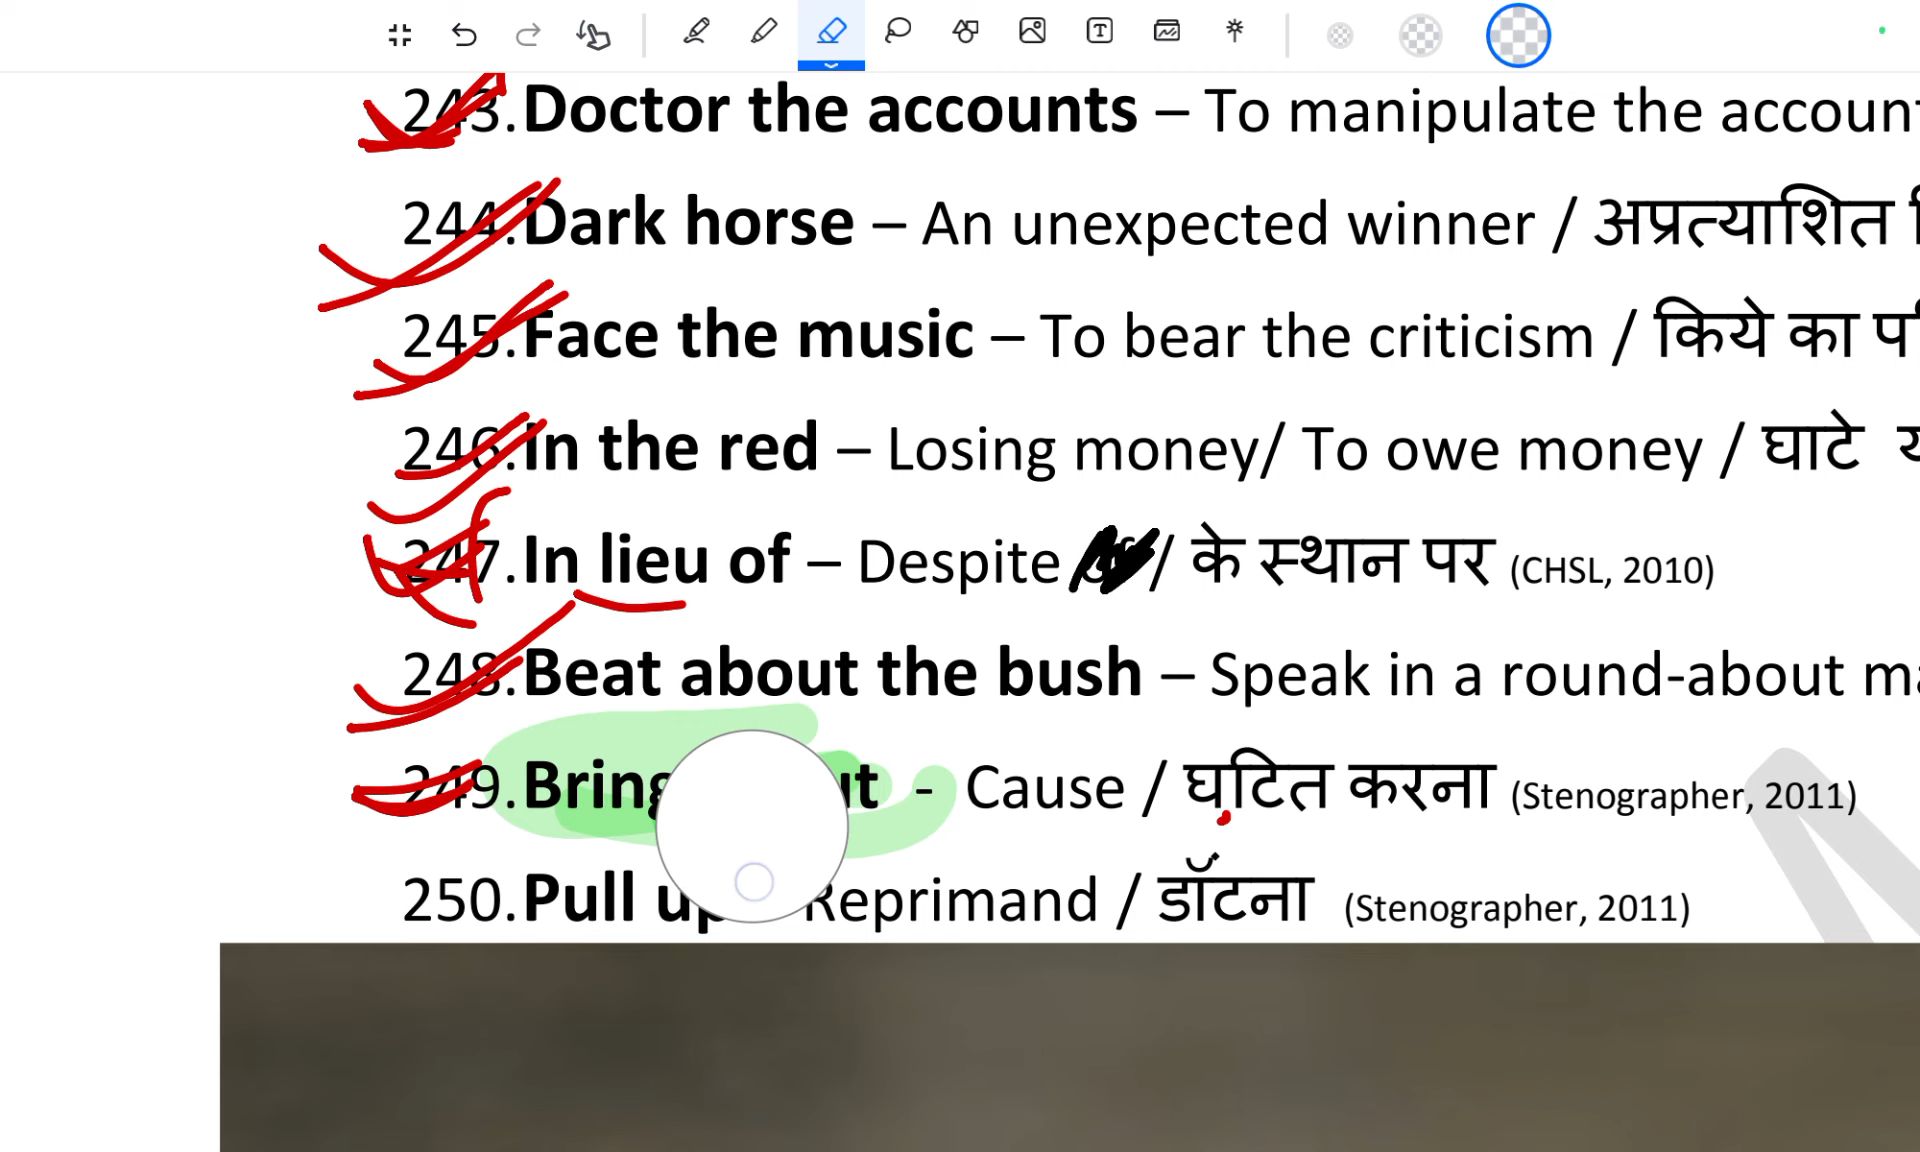 243. Doctor the accounts – To manipulate the account
244. Dark horse – An unexpected winner / अप्रत्याशित
245. Face the music – To bear the criticism / किये का
246. In the red – Losing money/ To owe money / घाटे
247. In lieu of – Despite / के स्थान पर (CHSL, 2010)
248. Beat about the bush – Speak in a round-about
249. Bring - Cause / घटित करना (Stenographer, 2011)
250. Pull up Reprimand / डॉटना (Stenographer, 2011)